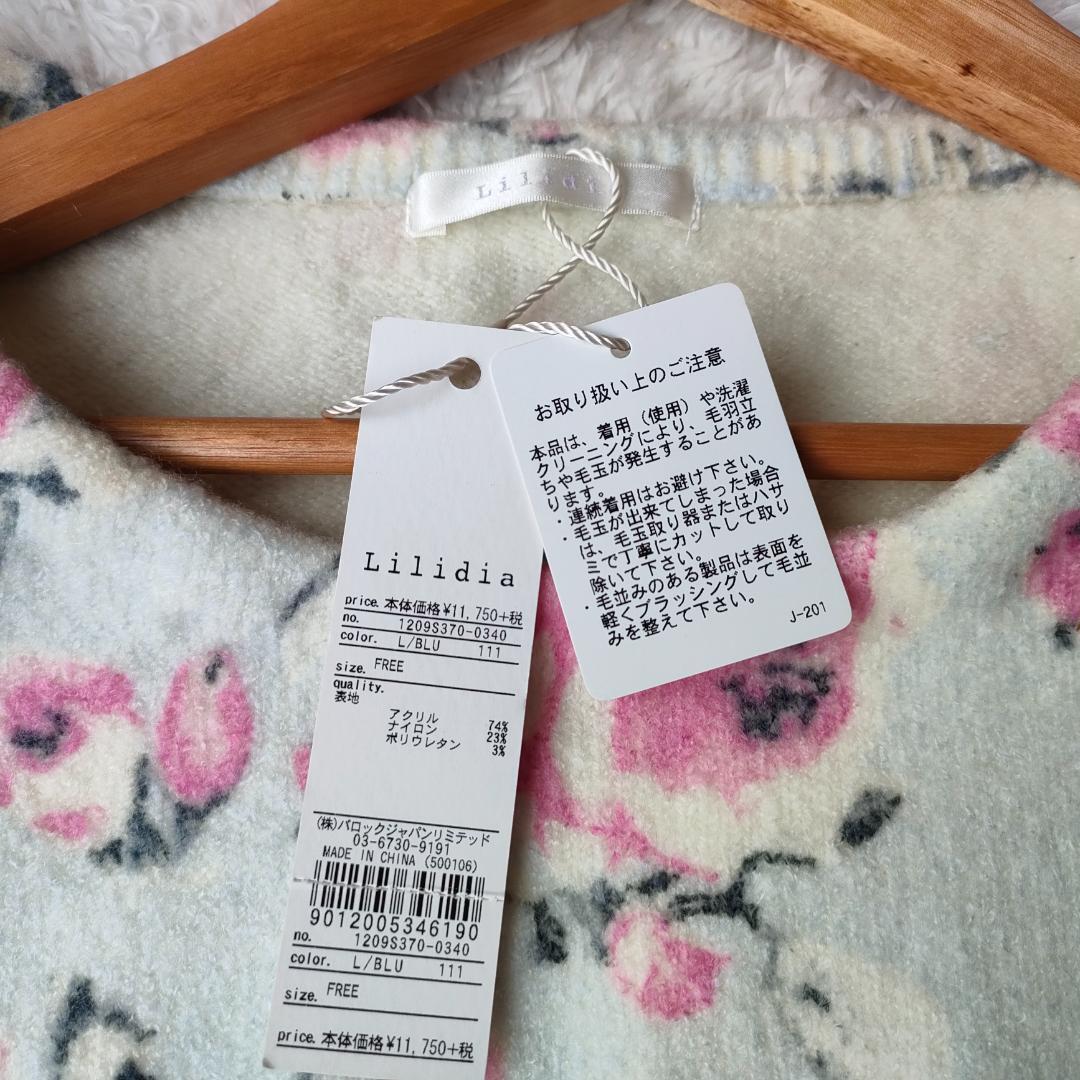 Lilidi
お取り扱い上のご注意
本品は、着用（使用）や洗濯
クリーニングにより、毛羽立
ちや毛玉が発生することがあ
ります。
・連続着用はお避け下さい。
・毛玉が出来てしまった場合
は、毛玉取り器またはハサ
ミで丁寧にカットして取り
除いて下さい。
・毛並みのある製品は表面を
軽くブラッシングして毛並
みを整えて下さい。
J-201
Lilidia
price. 本体価格¥11,750+税
no. 1209S370-0340
color. L/BLU 111
size. FREE
quality.
表地
アクリル 74%
ナイロン 23%
ポリウレタン 3%
(株)バロックジャパンリミテッド
03-6730-9191
MADE IN CHINA (500106)
9012005346190
no. 1209S370-0340
color. L/BLU 111
size. FREE
price. 本体価格¥11,750+税